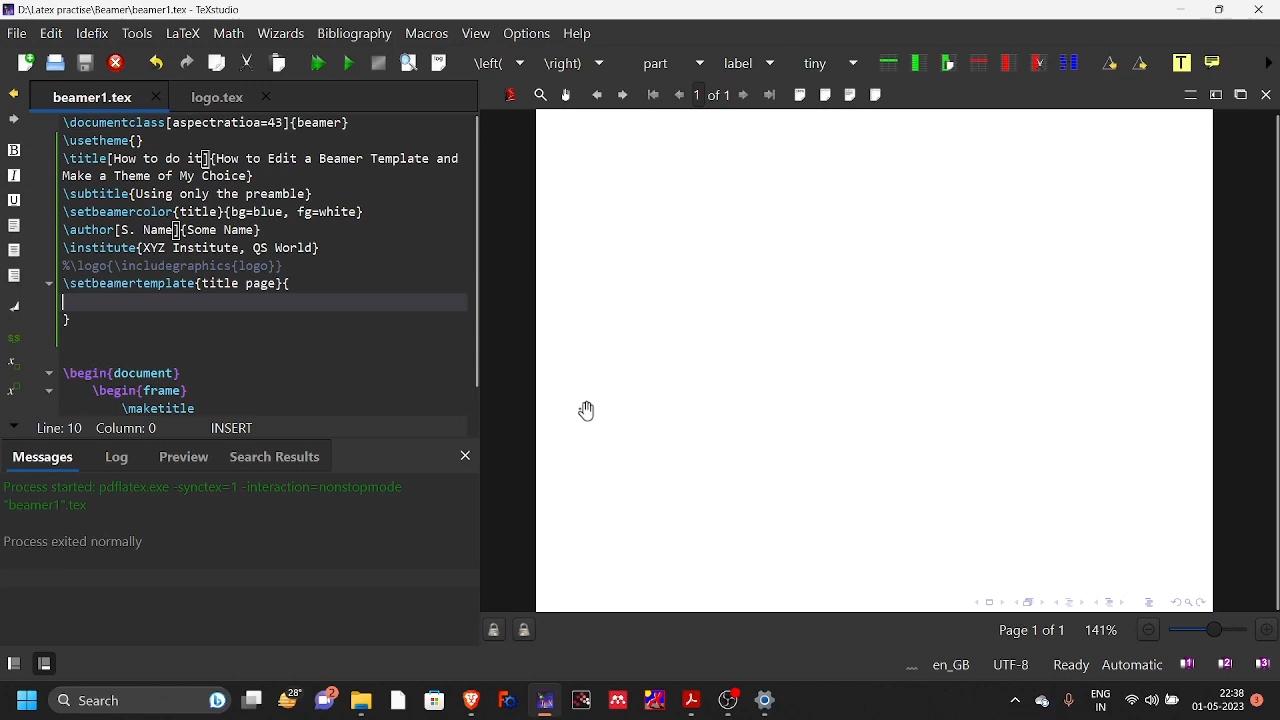 D:\Latex practise\Beamer\beamer1.tex - TeXstudio
File Edit Idefix Tools LaTeX Math Wizards Bibliography Macros View Options Help
\left( \right) part label tiny
beamer1.tex logo.tex 1 of 1
\documentclass[aspectratio=43]{beamer}
\usetheme{}
\title[How to do it]{How to Edit a Beamer Template and
Make a Theme of My Choice}
\subtitle{Using only the preamble}
\setbeamercolor{title}{bg=blue, fg=white}
\author[S. Name]{Some Name}
\institute{XYZ Institute, QS World}
%\logo{\includegraphics{logo}}
\setbeamertemplate{title page}{
}
\begin{document}
\begin{frame}
\maketitle
Line: 10 Column: 0 INSERT
Messages Log Preview Search Results
Process started: pdflatex.exe -synctex=1 -interaction=nonstopmode
"beamer1".tex
Process exited normally
Page 1 of 1 141%
en_GB UTF-8 Ready Automatic 1 2 3
Search 28° 2 ENG
IN 22:38
01-05-2023 3